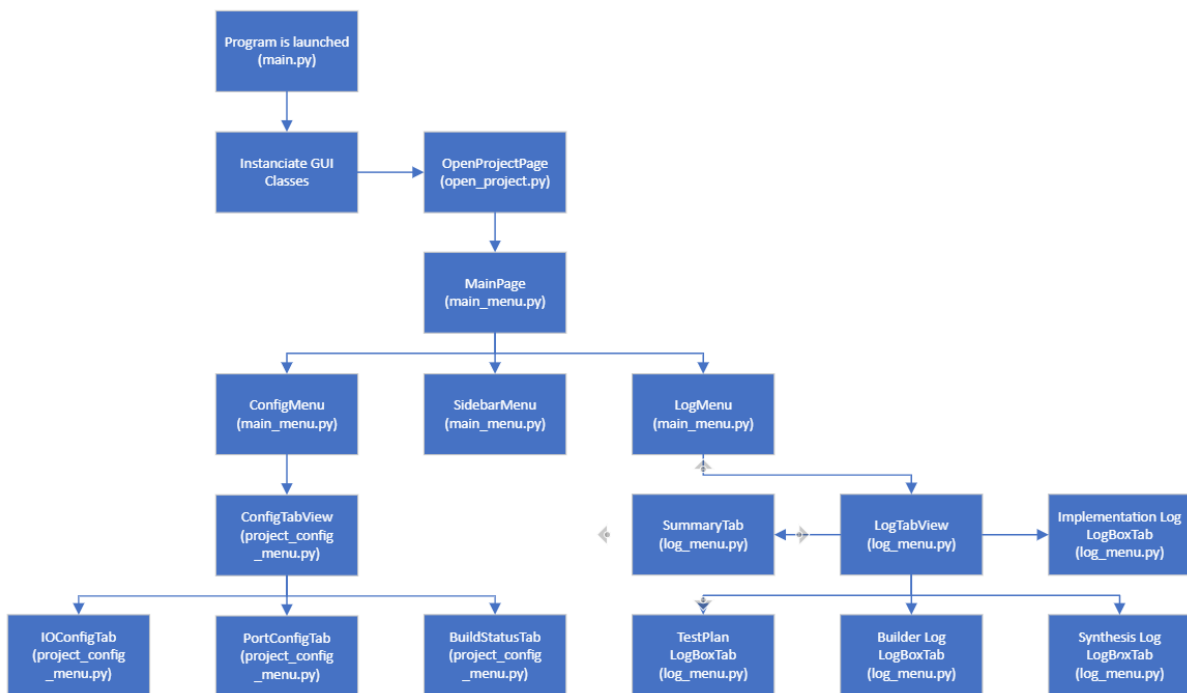 Program is launched
(main.py)
Instanciate GUI
Classes
OpenProjectPage
(open_project.py)
MainPage
(main_menu.py)
ConfigMenu
(main_menu.py)
SidebarMenu
(main_menu.py)
LogMenu
(main_menu.py)
ConfigTabView
(project_config
_menu.py)
SummaryTab
(log_menu.py)
LogTabView
(log_menu.py)
Implementation Log
LogBoxTab
(log_menu.py)
IOConfigTab
(project_config
_menu.py)
PortConfigTab
(project_config
_menu.py)
BuildStatusTab
(project_config
_menu.py)
TestPlan
LogBoxTab
(log_menu.py)
Builder Log
LogBoxTab
(log_menu.py)
Synthesis Log
LogBoxTab
(log_menu.py)